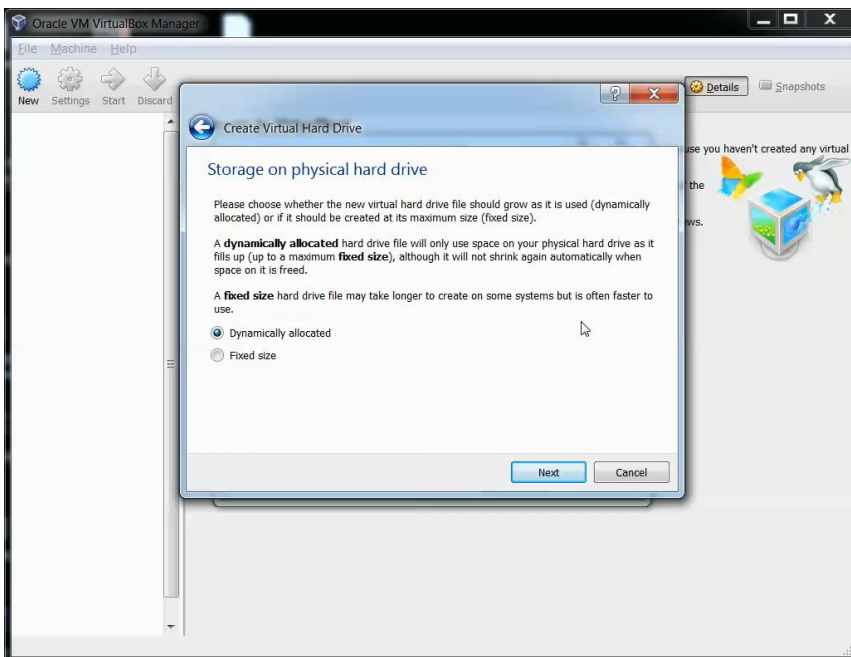 Oracle VM VirtualBox Manager
File Machine Help
New Settings Start Discard
Details Snapshots
Create Virtual Hard Drive
use you haven't created any virtual
Storage on physical hard drive
the
Please choose whether the new virtual hard drive file should grow as it is used (dynamically
allocated) or if it should be created at its maximum size (fixed size).
ws.
A dynamically allocated hard drive file will only use space on your physical hard drive as it
fills up (up to a maximum fixed size), although it will not shrink again automatically when
space on it is freed.
A fixed size hard drive file may take longer to create on some systems but is often faster to
use.
Dynamically allocated
Fixed size
Next Cancel